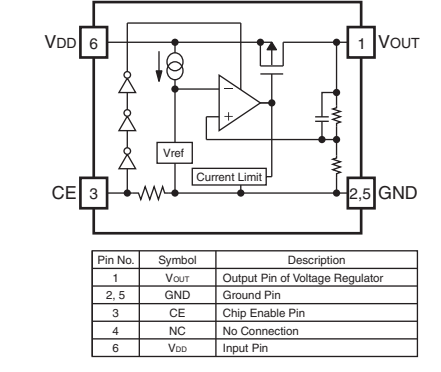 VDD 6
1 VOUT
−
+
Vref
Current Limit
CE 3
2,5 GND
Pin No. Symbol Description
1 VOUT Output Pin of Voltage Regulator
2, 5 GND Ground Pin
3 CE Chip Enable Pin
4 NC No Connection
6 VDD Input Pin